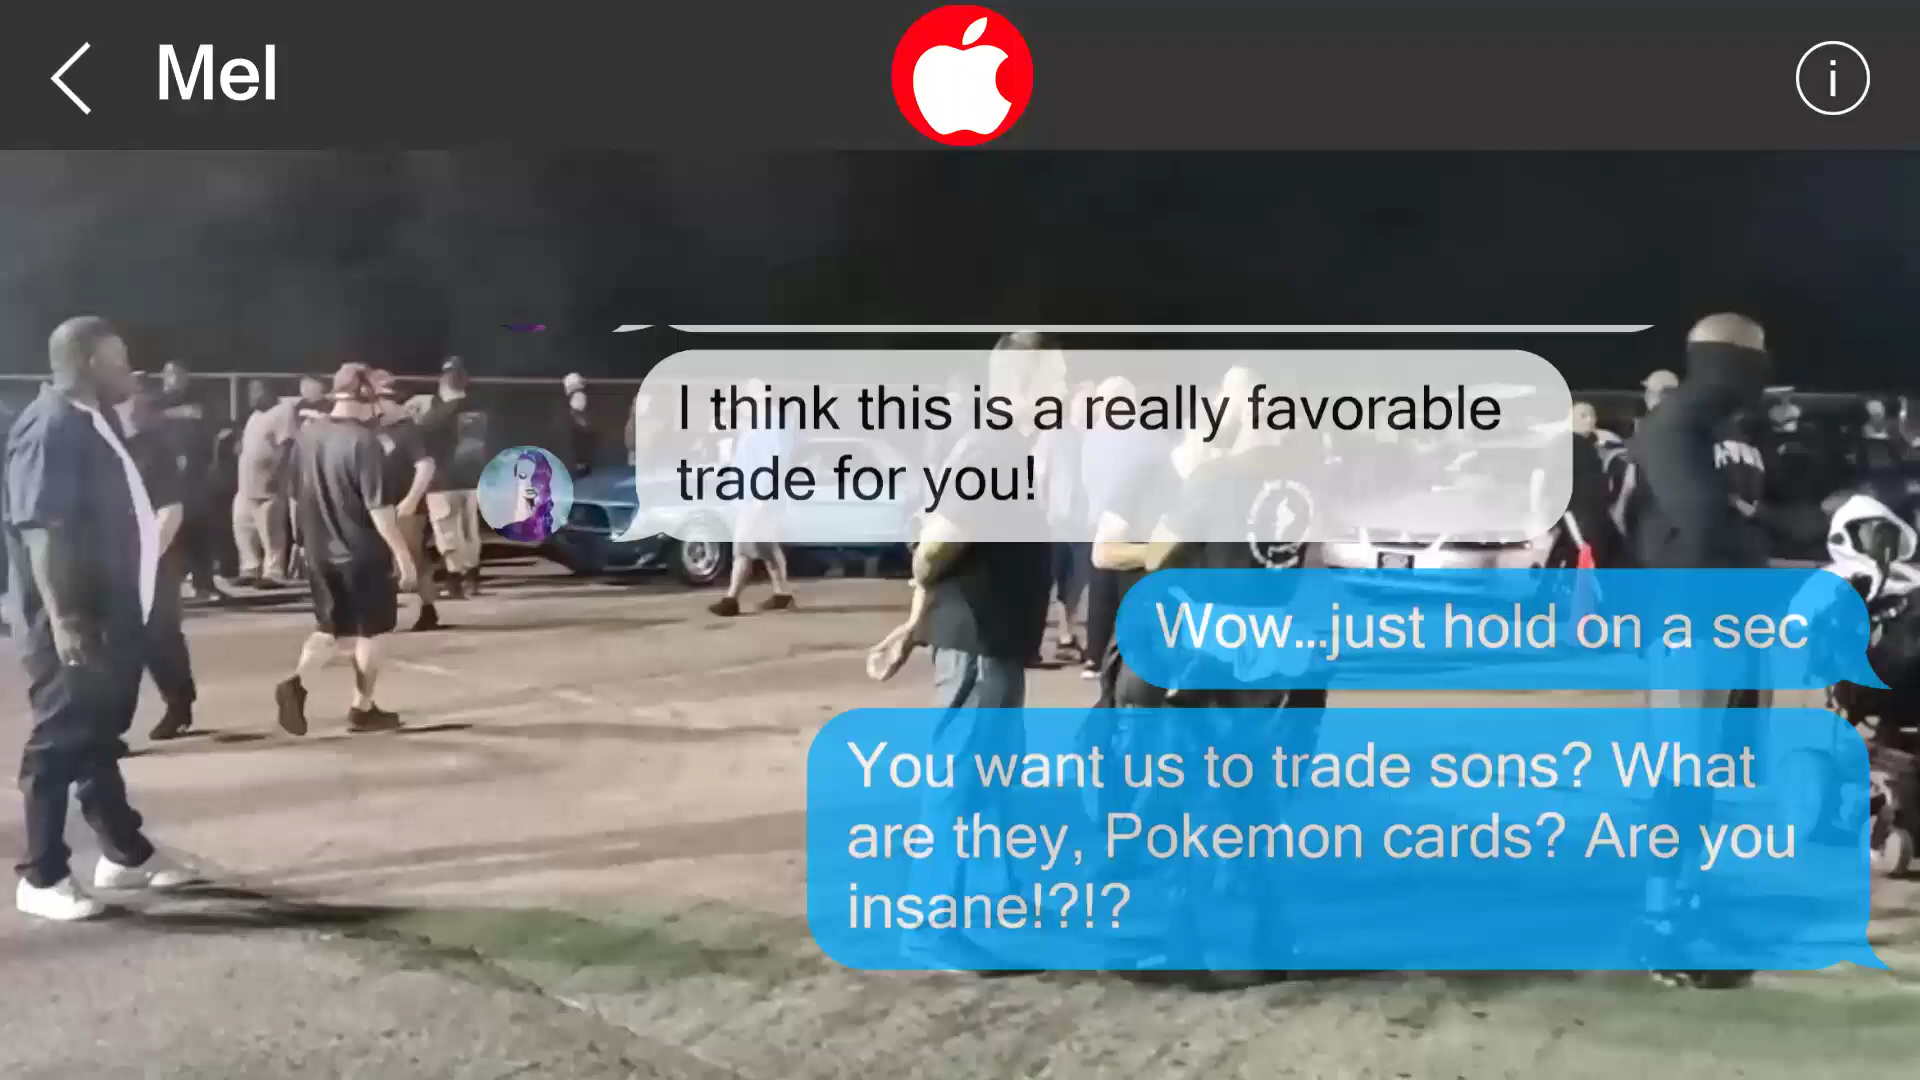 Mel
i
I think this is a really favorable
trade for you!
Wow...just hold on a sec
You want us to trade sons? What
are they, Pokemon cards? Are you
insane!?!?